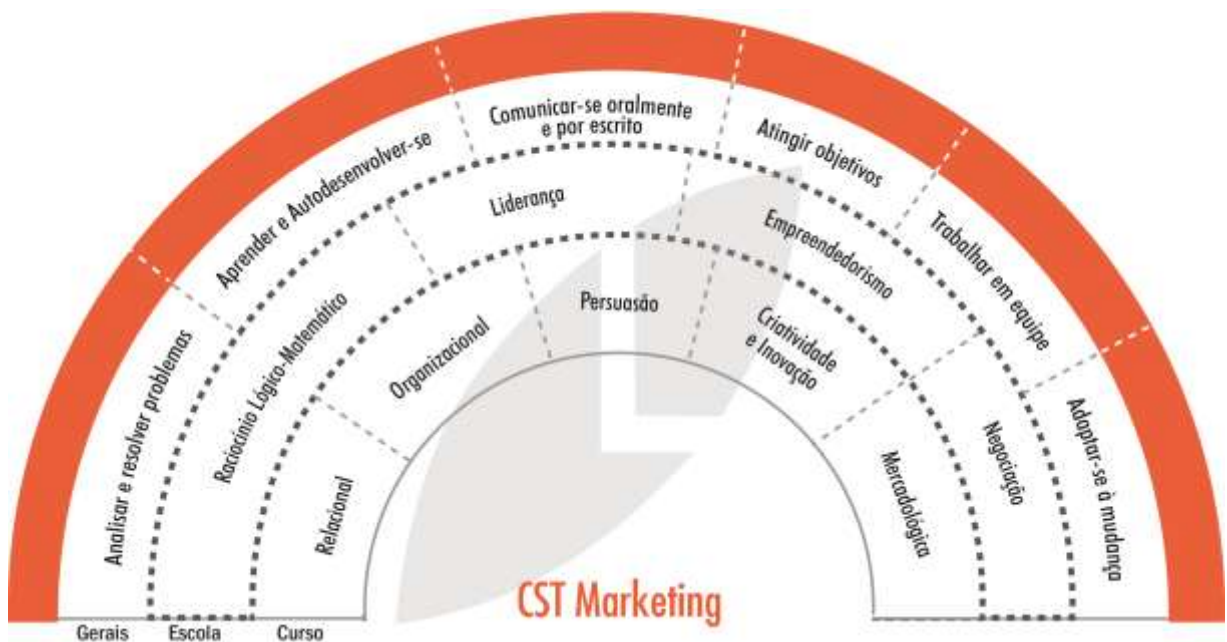 Analisar e resolver problemas
Aprender e Autodesenvolver-se
Comunicar-se oralmente
e por escrito
Atingir objetivos
Trabalhar em equipe
Adaptar-se à mudança
Raciocínio Lógico-Matemático
Liderança
Empreendedorismo
Negociação
Relacional
Organizacional
Persuasão
Criatividade
e Inovação
Mercadológica
CST Marketing
Gerais
Escola
Curso